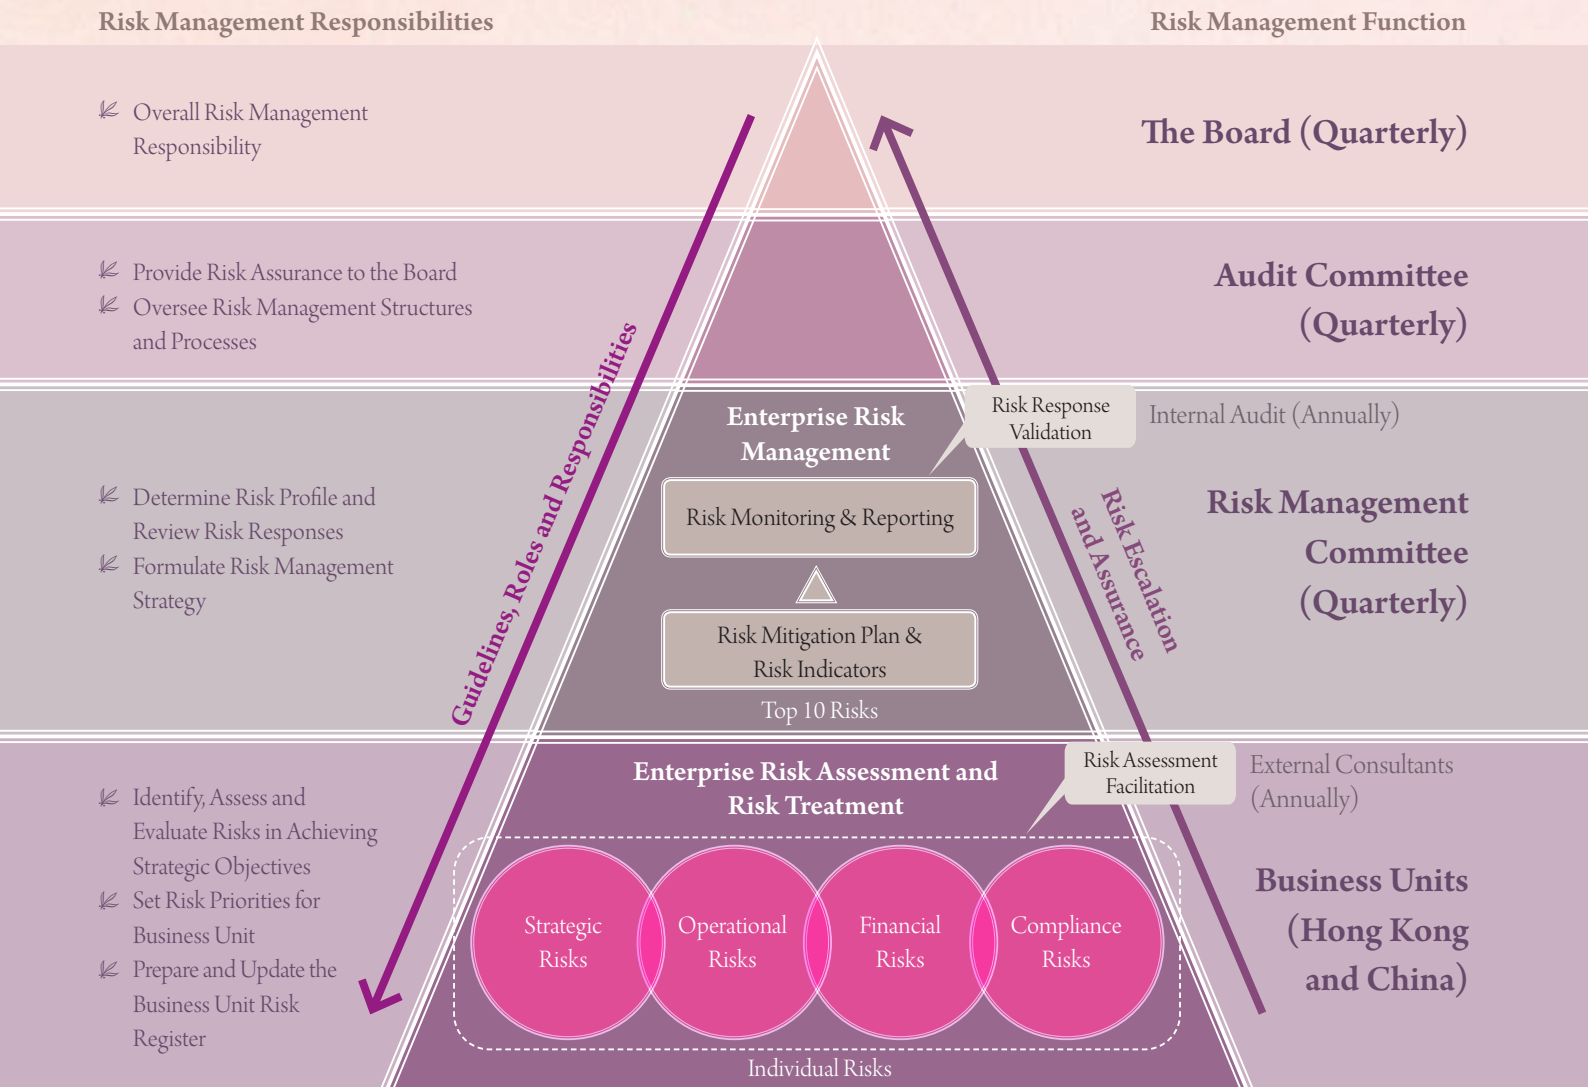 Risk Management Responsibilities
Risk Management Function
Overall Risk Management
Responsibility
The Board (Quarterly)
Provide Risk Assurance to the Board
Oversee Risk Management Structures
and Processes
Audit Committee
(Quarterly)
Guidelines, Roles and Responsibilities
Determine Risk Profile and
Review Risk Responses
Formulate Risk Management
Strategy
Enterprise Risk
Management
Risk Monitoring & Reporting
Risk Mitigation Plan &
Risk Indicators
Top 10 Risks
Risk Response
Validation
Internal Audit (Annually)
Risk Escalation
and Assurance
Risk Management
Committee
(Quarterly)
Identify, Assess and
Evaluate Risks in Achieving
Strategic Objectives
Set Risk Priorities for
Business Unit
Prepare and Update the
Business Unit Risk
Register
Enterprise Risk Assessment and
Risk Treatment
Risk Assessment
Facilitation
External Consultants
(Annually)
Strategic
Risks
Operational
Risks
Financial
Risks
Compliance
Risks
Individual Risks
Business Units
(Hong Kong
and China)